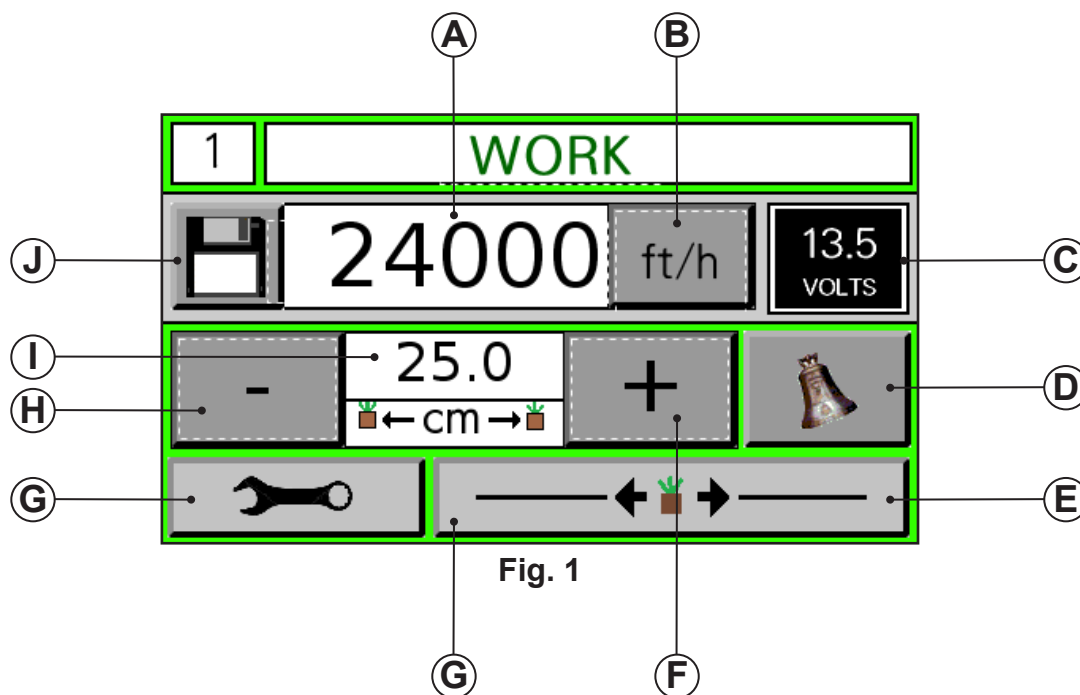 A B
1 WORK
J 24000 ft/h 13.5 VOLTS C
I 25.0
H - + D
cm
G E
Fig. 1
G F